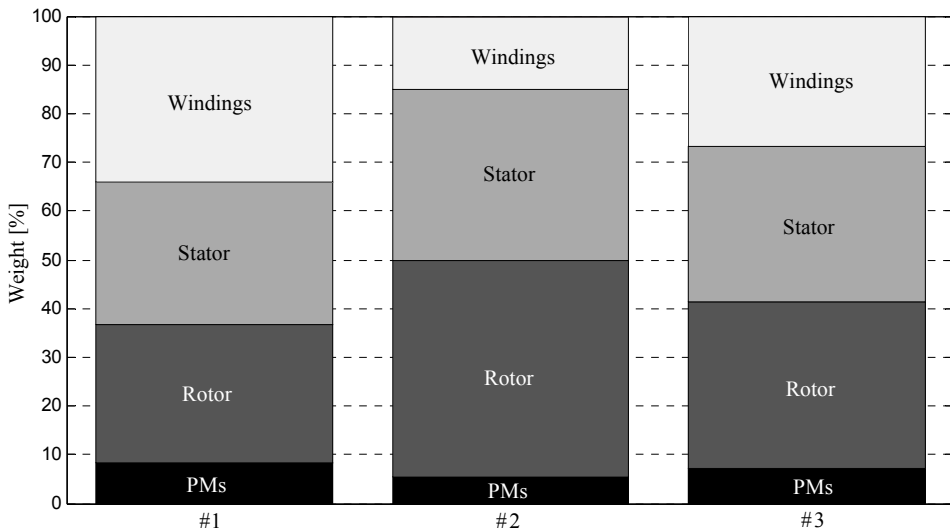 100
90
80
70
60
50
40
30
20
10
0
Weight [%]
Windings
Stator
Rotor
PMs
#1
Windings
Stator
Rotor
PMs
#2
Windings
Stator
Rotor
PMs
#3